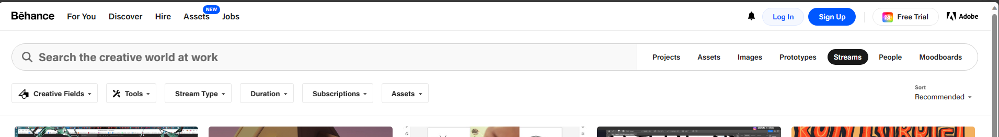 Bēhance For You Discover Hire Assets NEW Jobs Log In Sign Up Free Trial Adobe
Search the creative world at work Projects Assets Images Prototypes Streams People Moodboards
Sort
Creative Fields Tools Stream Type Duration Subscriptions Assets Recommended